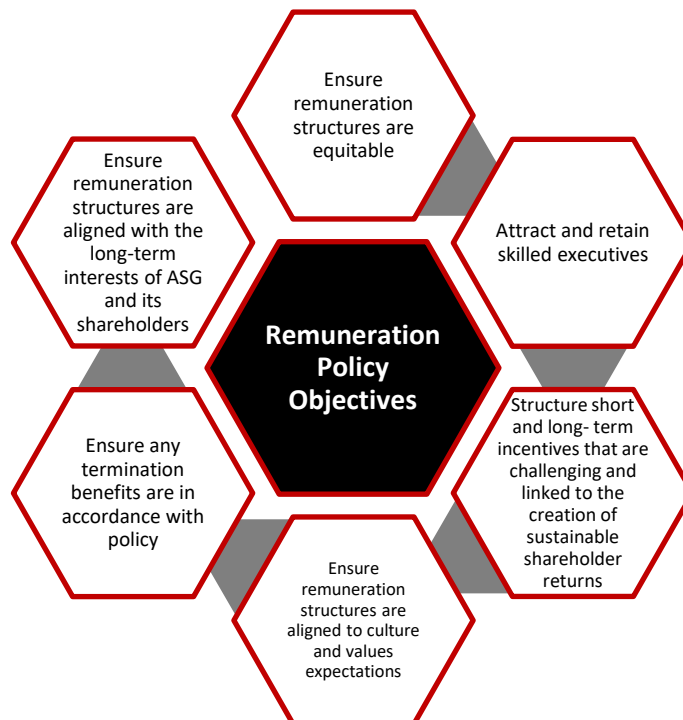 Ensure
remuneration
structures are
equitable
Attract and retain
skilled executives
Structure short
and long- term
incentives that are
challenging and
linked to the
creation of
sustainable
shareholder
returns
Ensure
remuneration
structures are
aligned to culture
and values
expectations
Ensure any
termination
benefits are in
accordance with
policy
Ensure
remuneration
structures are
aligned with the
long-term
interests of ASG
and its
shareholders
Remuneration
Policy
Objectives